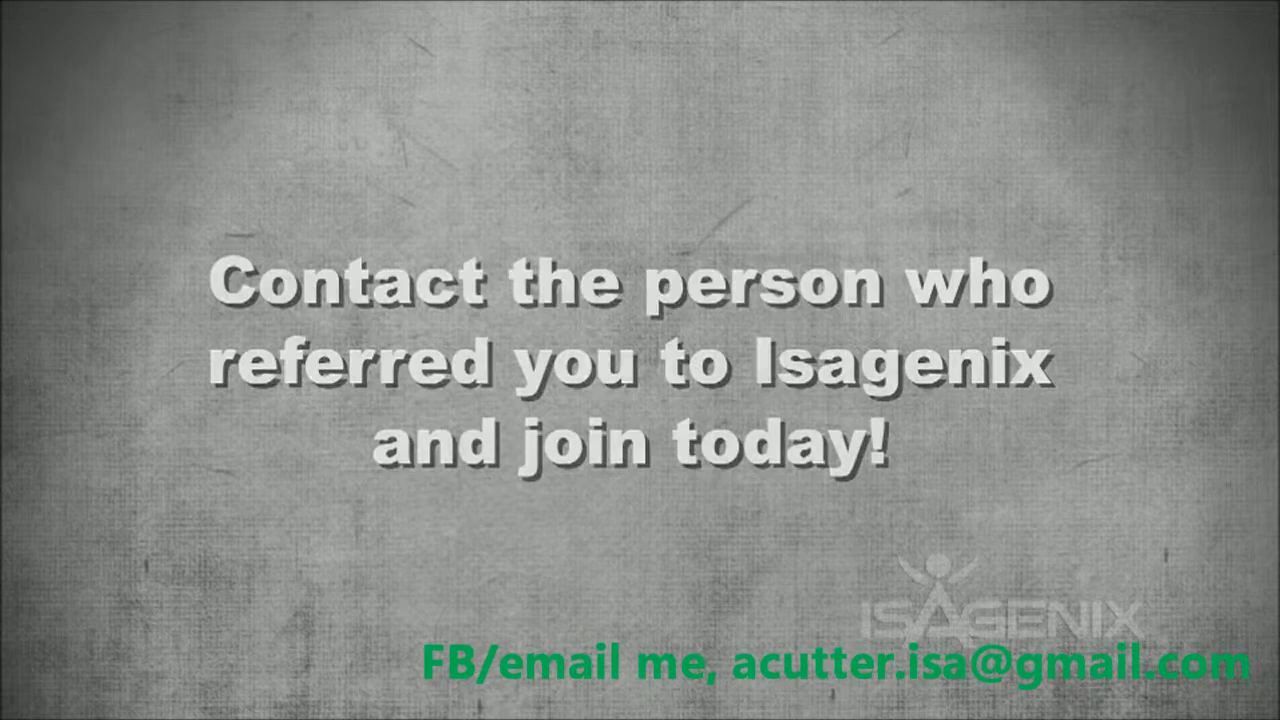 Contact the person who
referred you to Isagenix
and join today!
ISAGENIX
FB/email me, acutter.isa@gmail.com